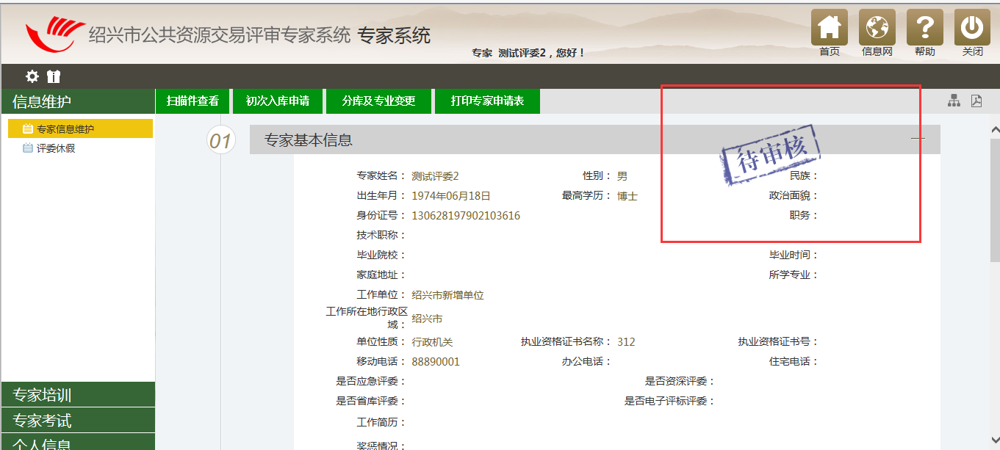 绍兴市公共资源交易评审专家系统 专家系统
专家 测试评委2，您好！
首页 信息网 帮助 关闭
信息维护 扫描件查看 初次入库申请 分库及专业变更 打印专家申请表
专家信息维护
评委休假
01 专家基本信息
待审核
专家姓名： 测试评委2 性别： 男 民族：
出生年月： 1974年06月18日 最高学历： 博士 政治面貌：
身份证号： 130628197902103616 职务：
技术职称：
毕业院校： 毕业时间：
家庭地址： 所学专业：
工作单位： 绍兴市新增单位
工作所在地行政区
域： 绍兴市
单位性质： 行政机关 执业资格证书名称： 312 执业资格证书号：
移动电话： 88890001 办公电话： 住宅电话：
是否应急评委： 是否资深评委：
是否省库评委： 是否电子评标评委：
工作简历：
奖惩情况：
专家培训
专家考试
个人信息